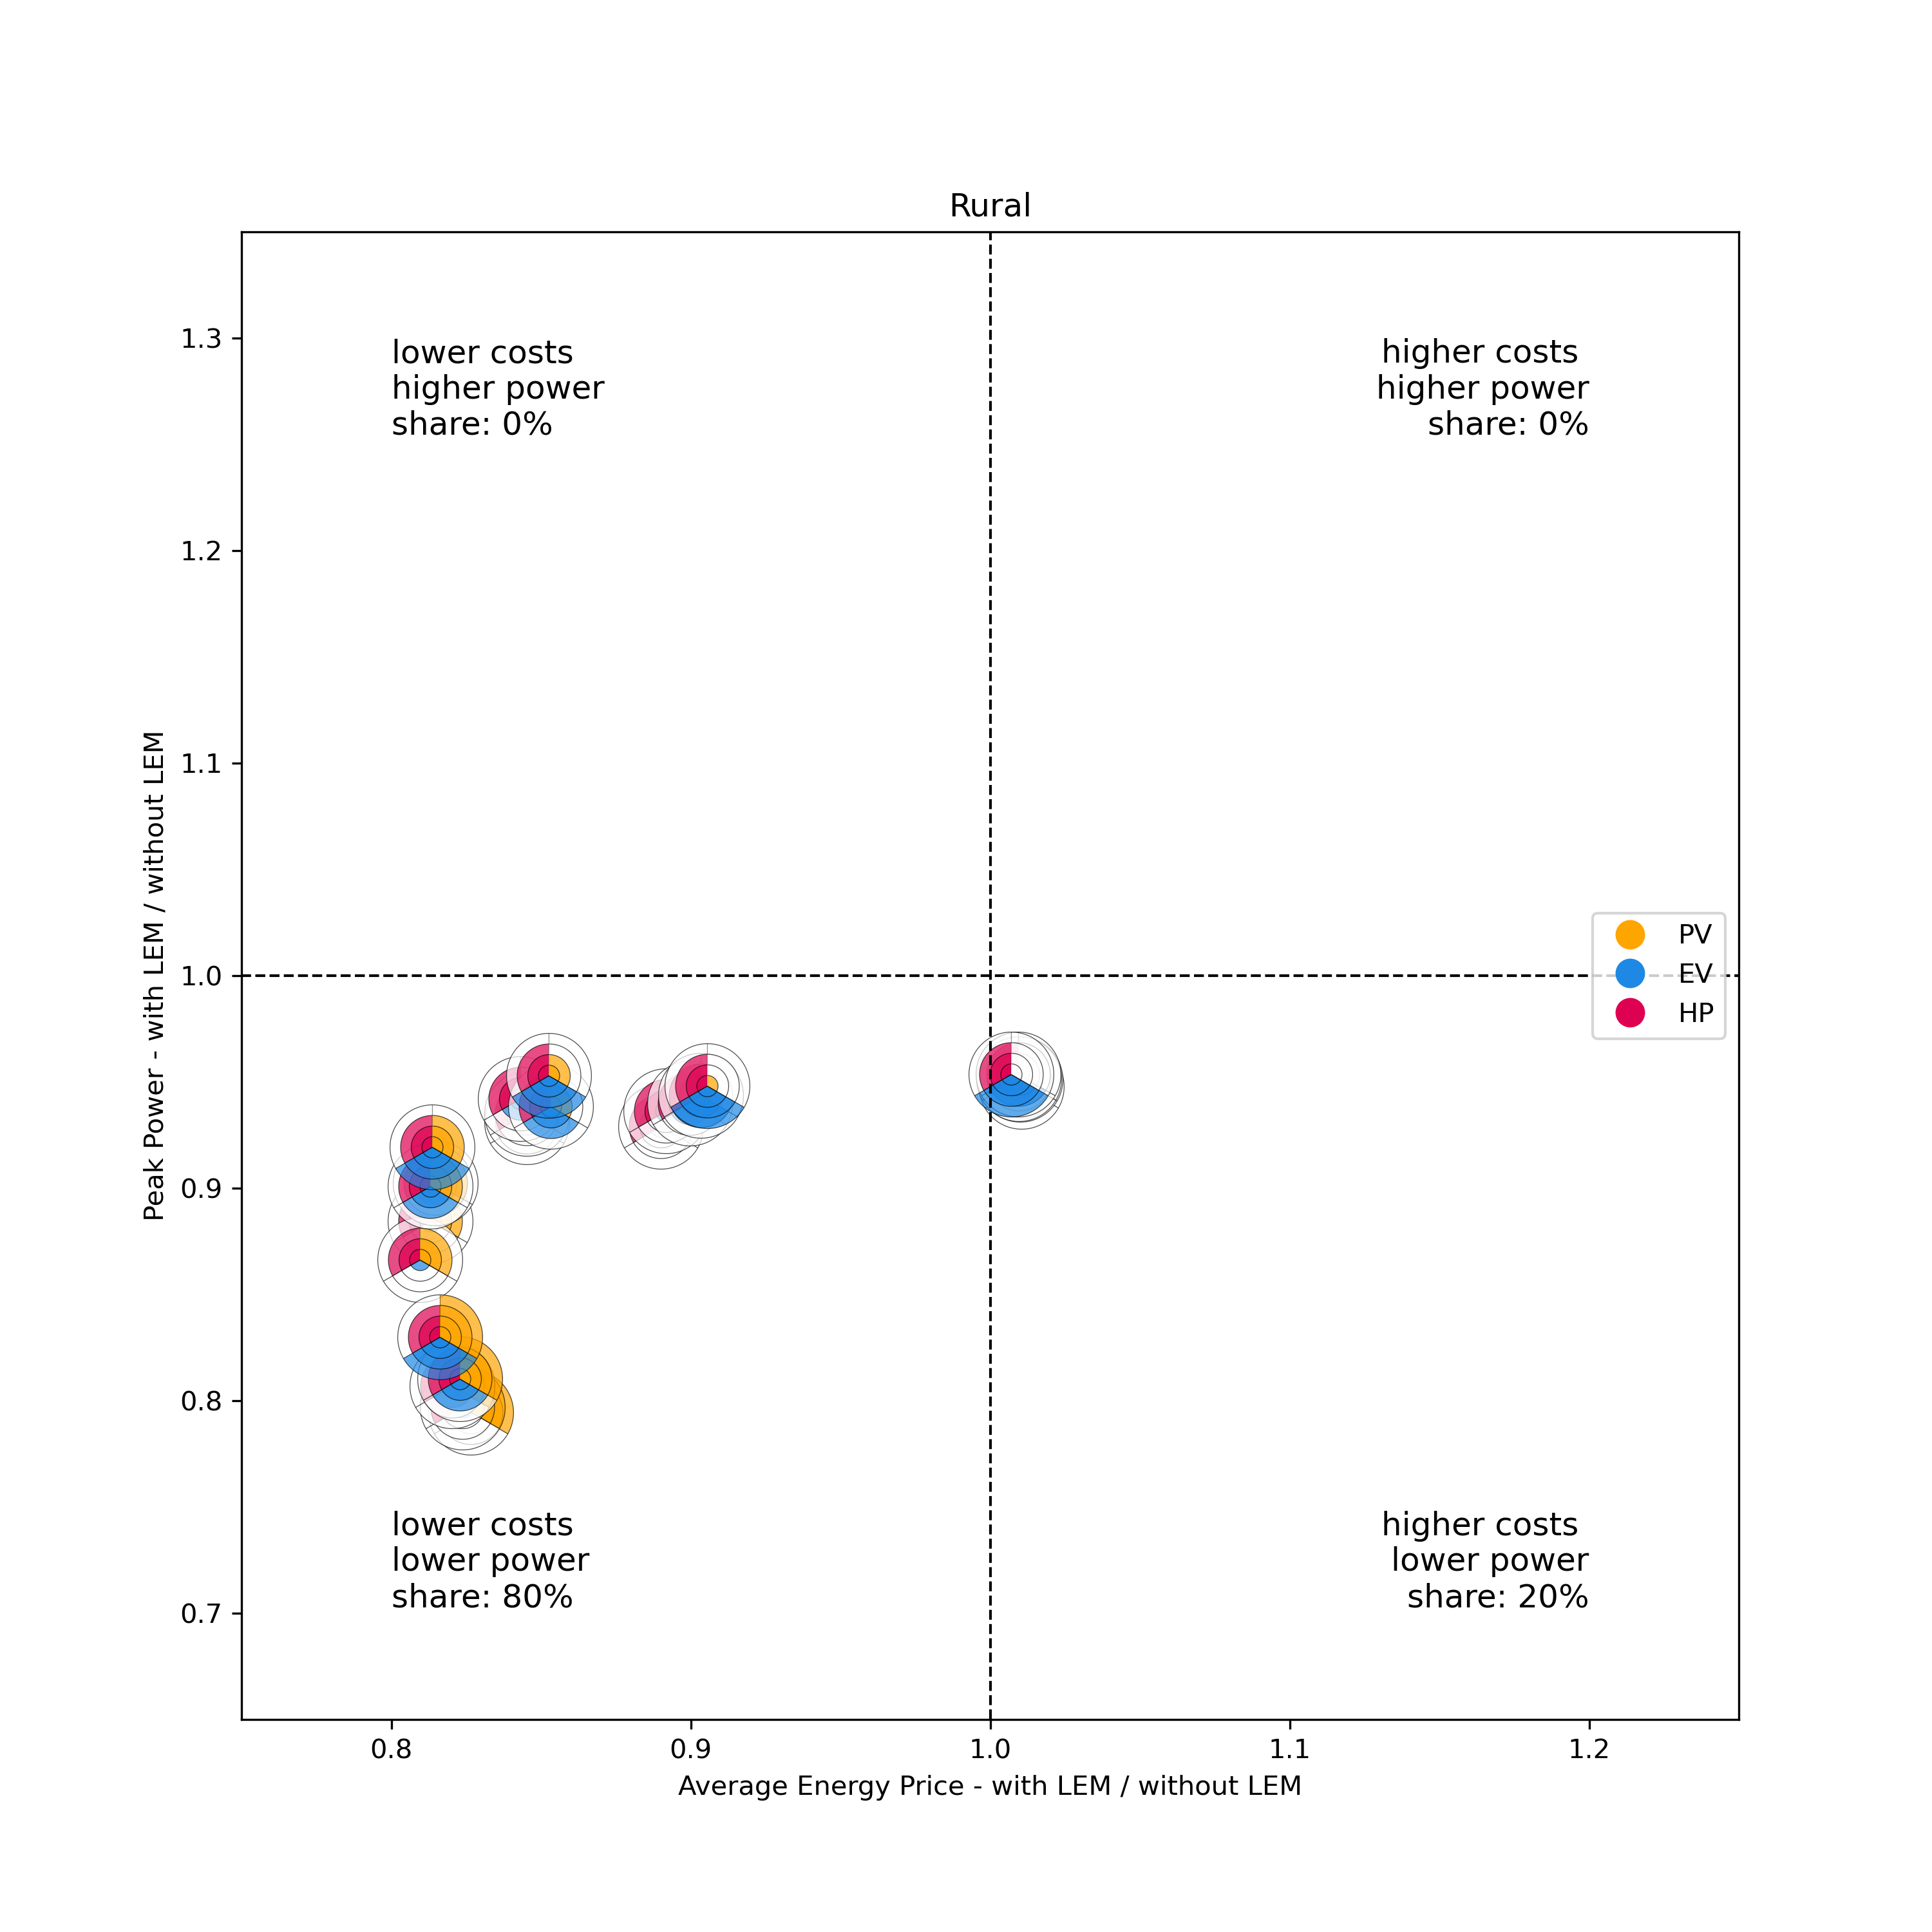 Rural
lower costs
higher power
share: 0%
higher costs
higher power
share: 0%
1.3
1.2
1.1
1.0
0.9
0.8
0.7
Peak Power - with LEM / without LEM
PV
EV
HP
lower costs
lower power
share: 80%
higher costs
lower power
share: 20%
0.8
0.9
1.0
1.1
1.2
Average Energy Price - with LEM / without LEM